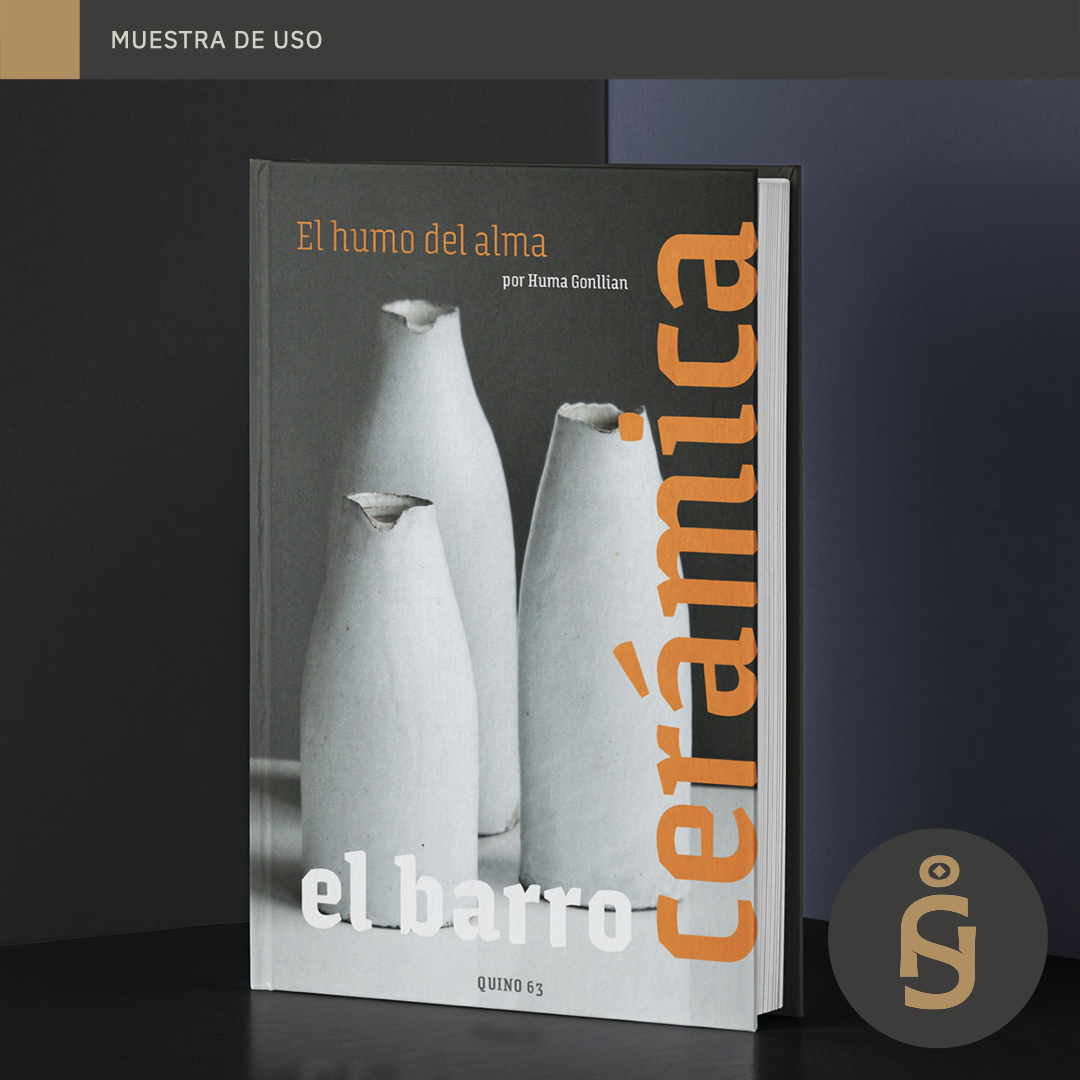 MUESTRA DE USO
El humo del alma
por Huma Gonllian
cerámica
el barro
QUINO 63